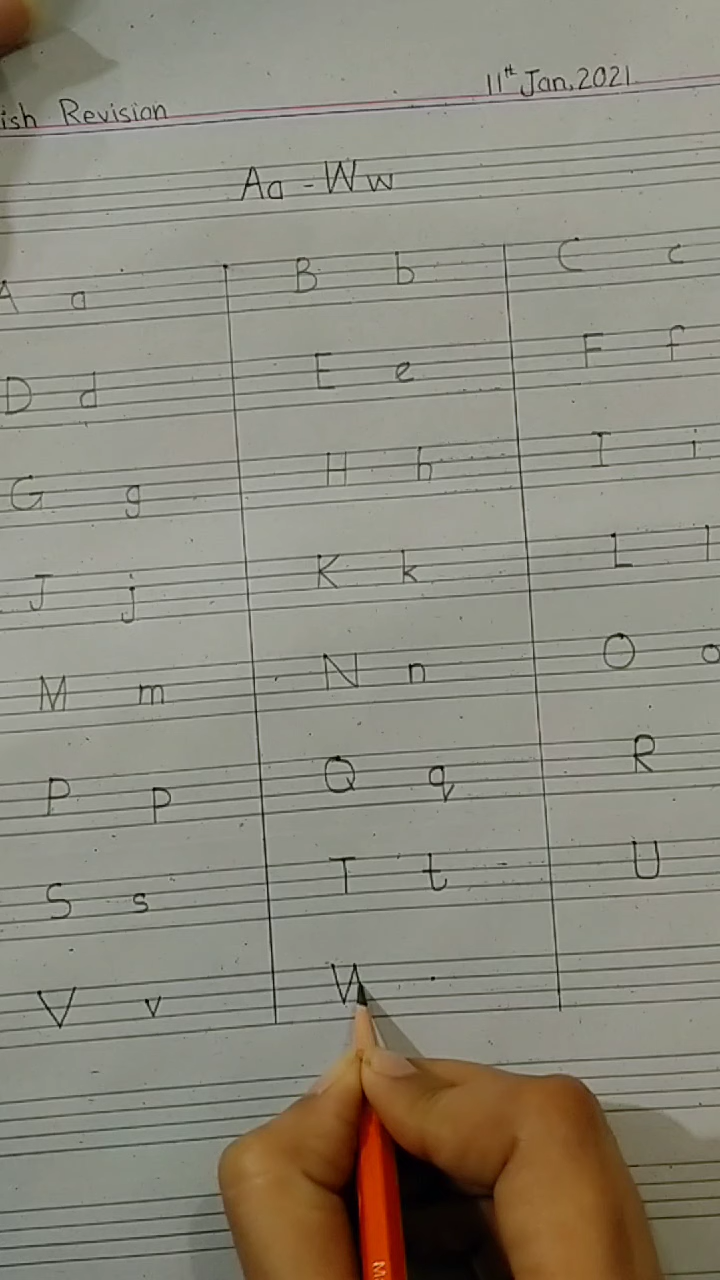 ish Revision 11th Jan, 2021
Aa - Ww
A a B b C c
D d E e F f
G g H h I i
J j K k L l
M m N n O o
P p Q q R
S s T t U
V v